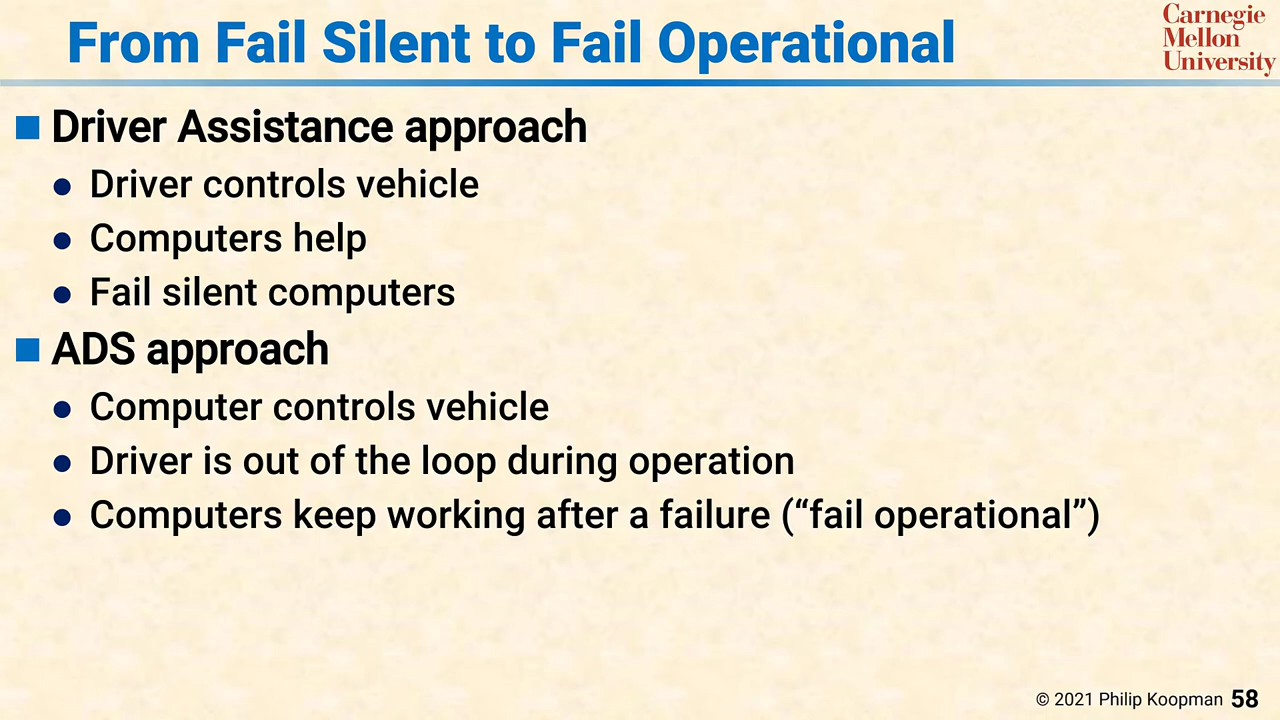 From Fail Silent to Fail Operational
Carnegie
Mellon
University
Driver Assistance approach
Driver controls vehicle
Computers help
Fail silent computers
ADS approach
Computer controls vehicle
Driver is out of the loop during operation
Computers keep working after a failure (“fail operational”)
© 2021 Philip Koopman 58